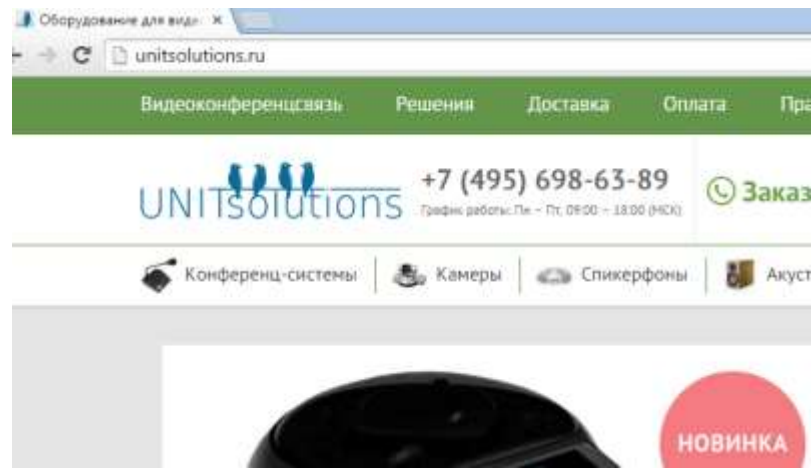 Оборудование для виде
unitsolutions.ru
Видеоконференцсвязь Решения Доставка Оплата Пра
UNITsolutions
+7 (495) 698-63-89
График работы: Пн – Пт, 09:00 – 18:00 (МСК)
Заказ
Конференц-системы Камеры Спикерфоны Акуст
НОВИНКА